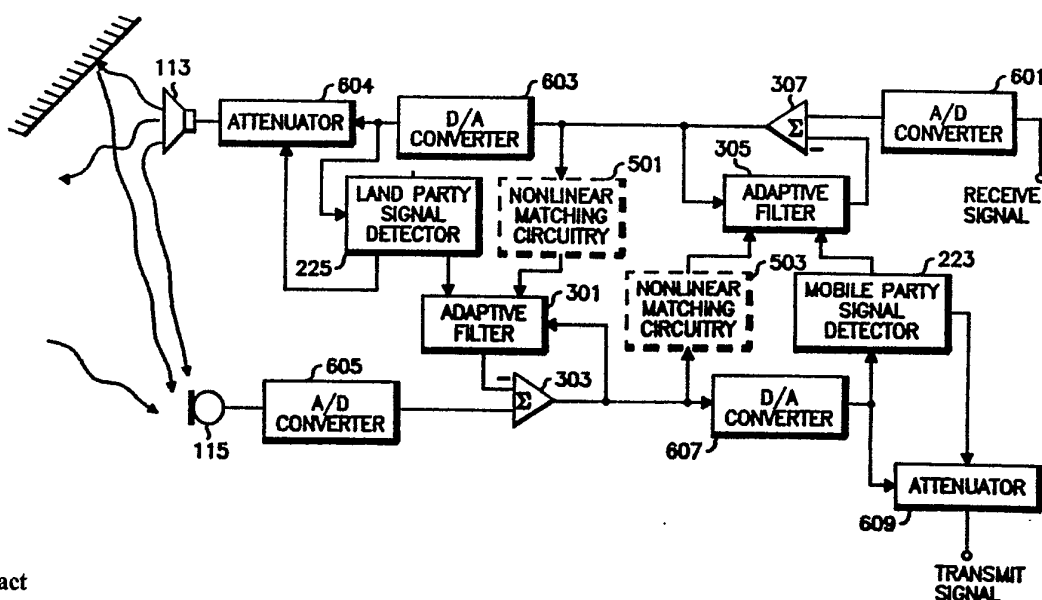 113
604
ATTENUATOR
603
D/A
CONVERTER
307
Σ
−
601
A/D
CONVERTER
RECEIVE
SIGNAL
305
ADAPTIVE
FILTER
501
NONLINEAR
MATCHING
CIRCUITRY
LAND PARTY
SIGNAL
DETECTOR
225
503
NONLINEAR
MATCHING
CIRCUITRY
223
MOBILE PARTY
SIGNAL
DETECTOR
301
ADAPTIVE
FILTER
605
A/D
CONVERTER
115
−
Σ
303
D/A
CONVERTER
607
ATTENUATOR
609
TRANSMIT
SIGNAL
act